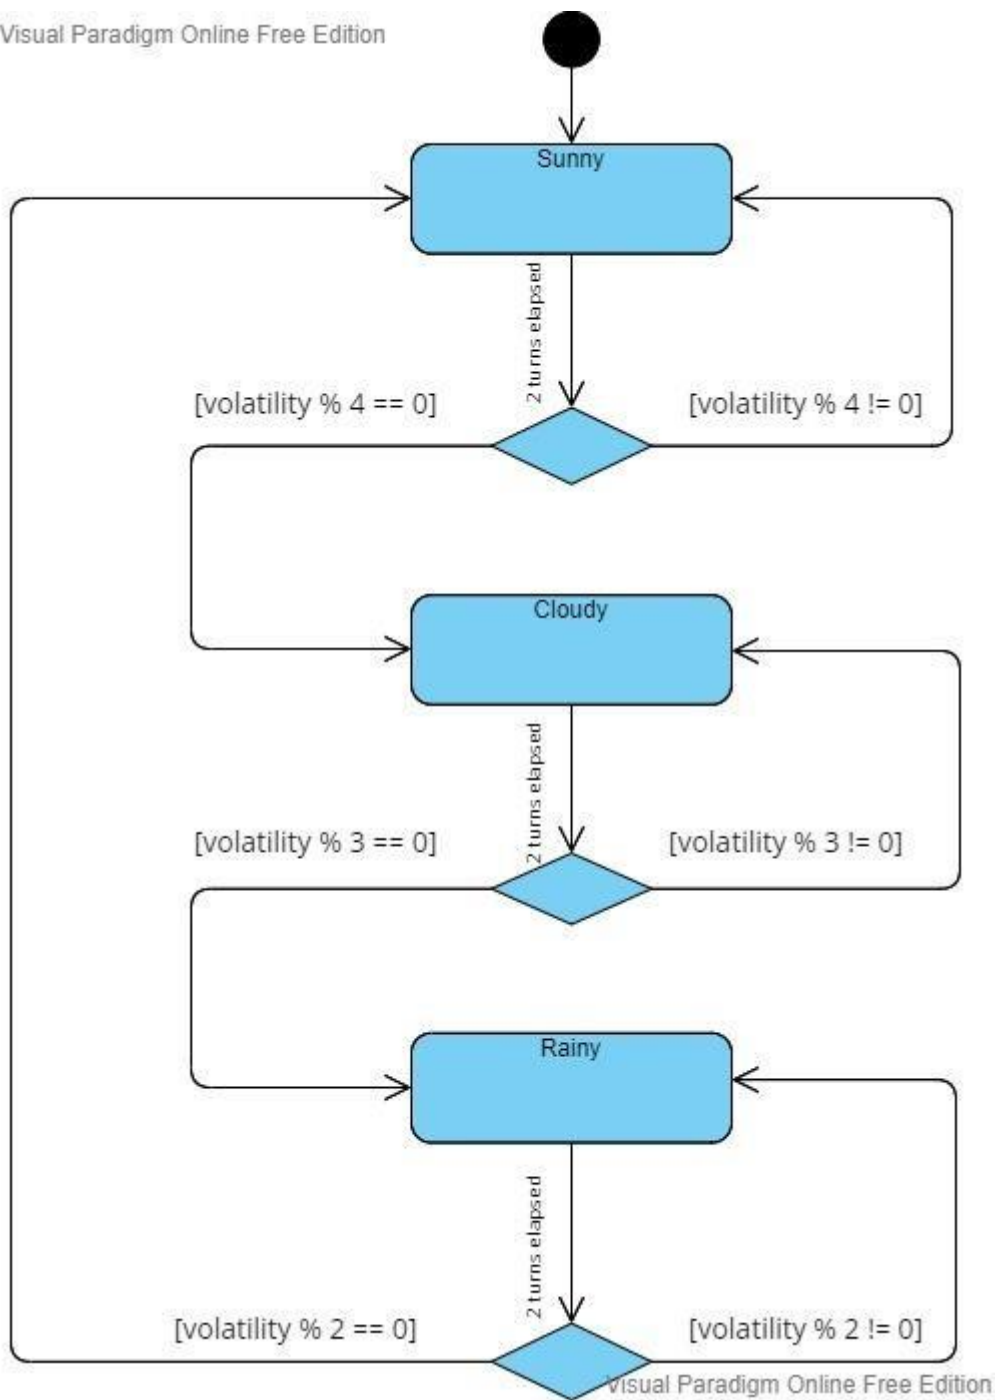 Visual Paradigm Online Free Edition
Sunny
2 turns elapsed
[volatility % 4 == 0]
[volatility % 4 != 0]
Cloudy
2 turns elapsed
[volatility % 3 == 0]
[volatility % 3 != 0]
Rainy
2 turns elapsed
[volatility % 2 == 0]
[volatility % 2 != 0]
Visual Paradigm Online Free Edition